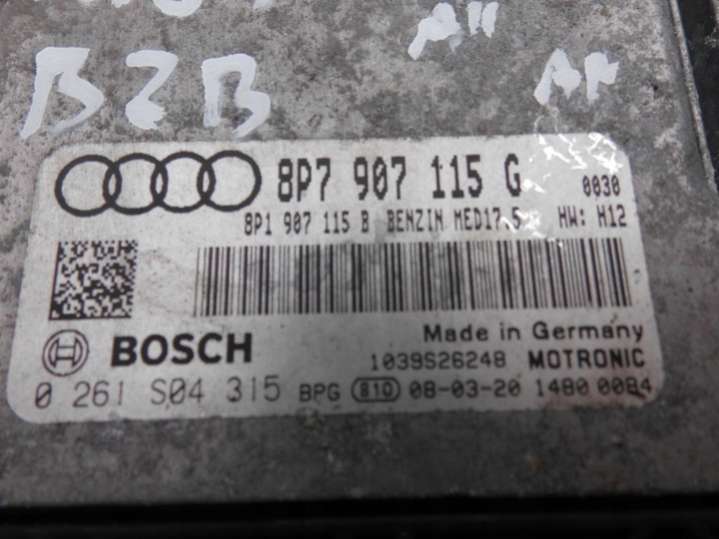 BZB
"A"
8P7 907 115 G 0030
8P1 907 115 B BENZIN MED17.5 HW: H12
Made in Germany
BOSCH 1039S26248 MOTRONIC
0 261 S04 315 BPG 810 08-03-20 1480 0084